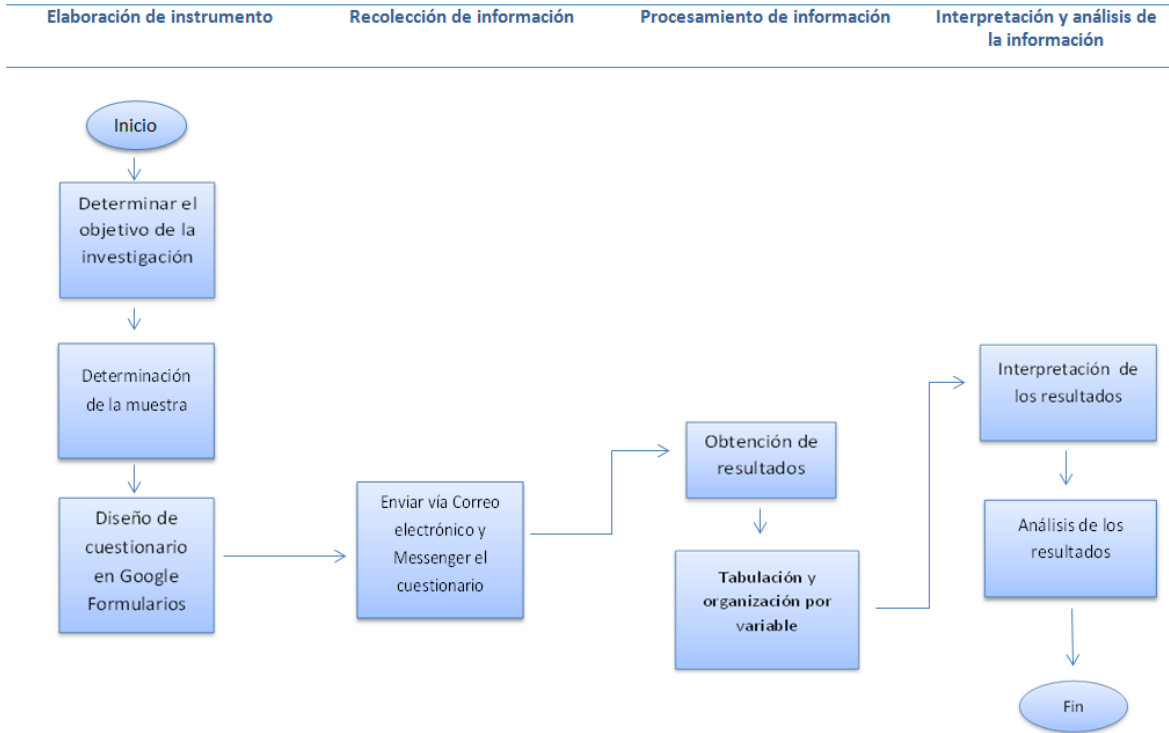 Elaboración de instrumento
Recolección de información
Procesamiento de información
Interpretación y análisis de
la información
Inicio
Determinar el
objetivo de la
investigación
Determinación
de la muestra
Diseño de
cuestionario
en Google
Formularios
Enviar vía Correo
electrónico y
Messenger el
cuestionario
Obtención de
resultados
Tabulación y
organización por
variable
Interpretación de
los resultados
Análisis de los
resultados
Fin